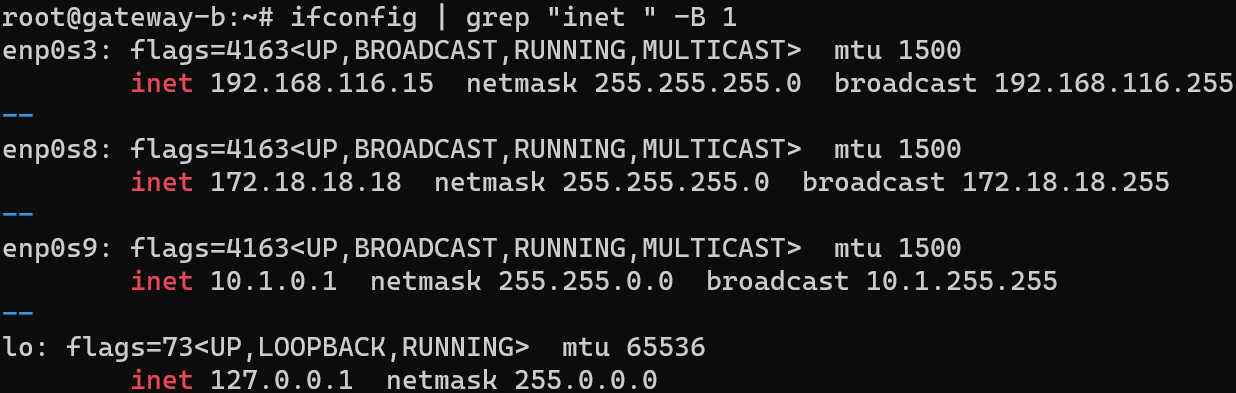 root@gateway-b:~# ifconfig | grep "inet " -B 1
enp0s3: flags=4163<UP,BROADCAST,RUNNING,MULTICAST>  mtu 1500
        inet 192.168.116.15  netmask 255.255.255.0  broadcast 192.168.116.255
--
enp0s8: flags=4163<UP,BROADCAST,RUNNING,MULTICAST>  mtu 1500
        inet 172.18.18.18  netmask 255.255.255.0  broadcast 172.18.18.255
--
enp0s9: flags=4163<UP,BROADCAST,RUNNING,MULTICAST>  mtu 1500
        inet 10.1.0.1  netmask 255.255.0.0  broadcast 10.1.255.255
--
lo: flags=73<UP,LOOPBACK,RUNNING>  mtu 65536
        inet 127.0.0.1  netmask 255.0.0.0